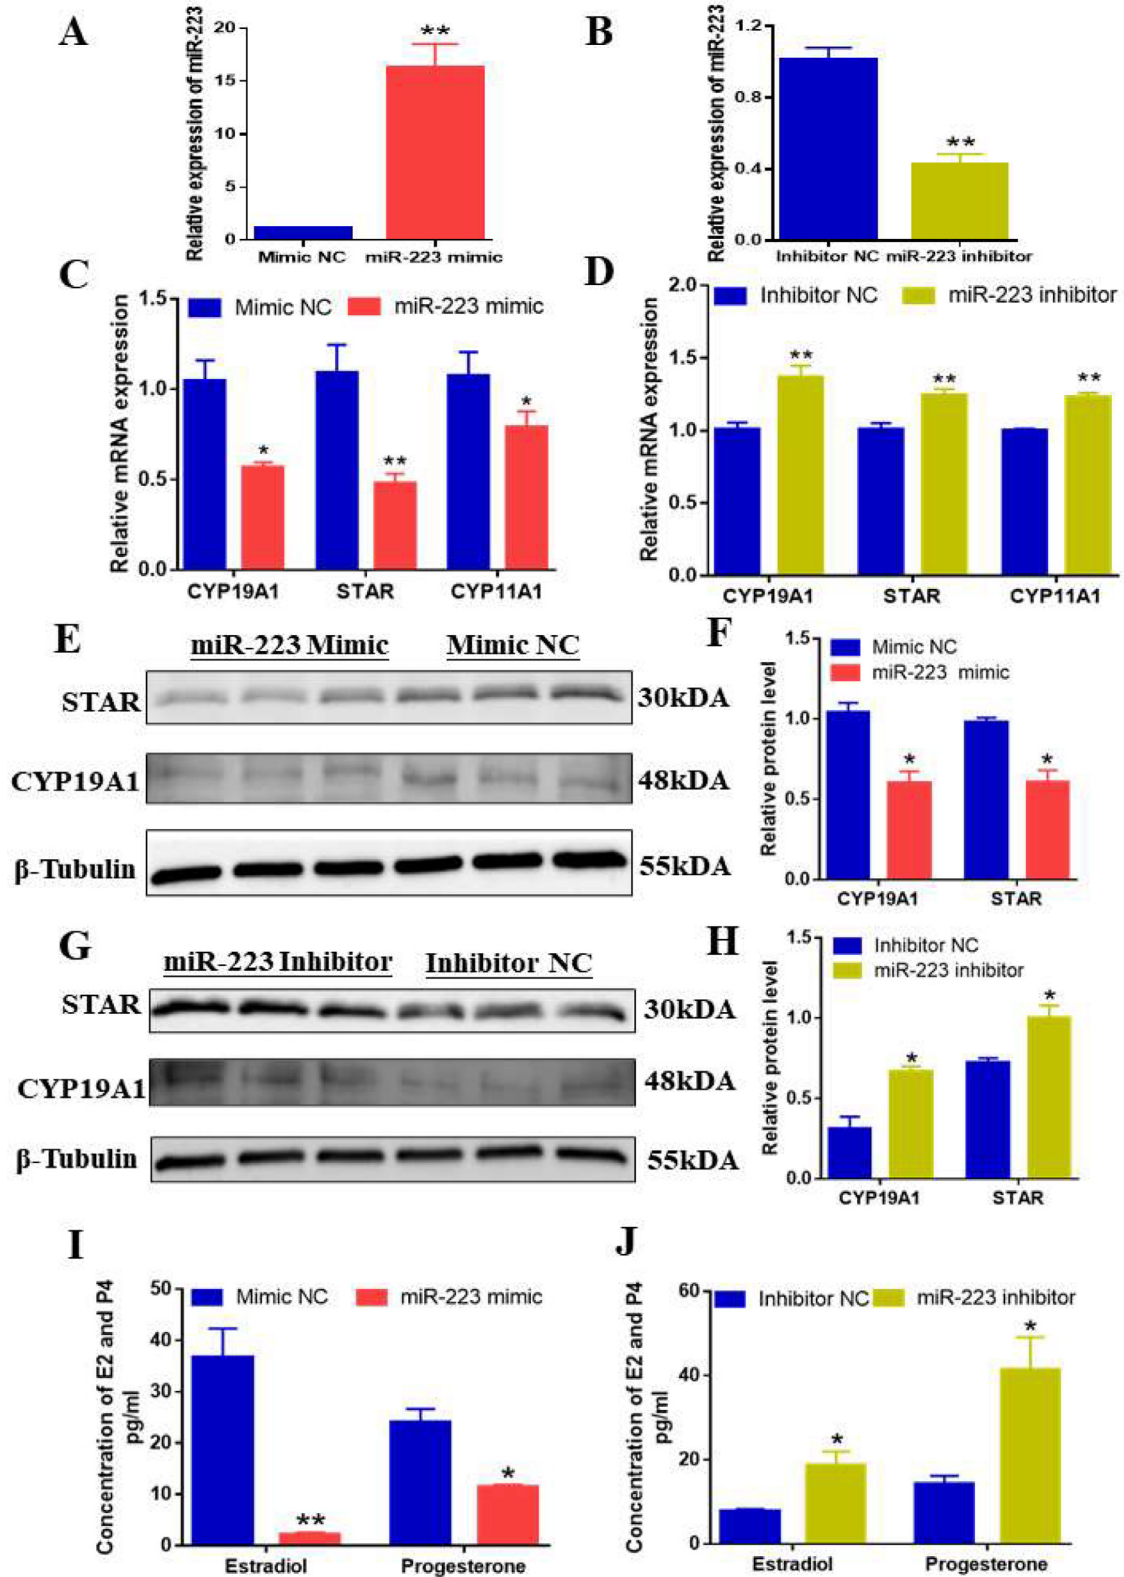 A
Relative expression of miR-223
20
15
10
5
0
**
Mimic NC
miR-223 mimic
B
Relative expression of miR-223
1.2
0.8
0.4
0.0
**
Inhibitor NC
miR-223 inhibitor
C
Relative mRNA expression
1.5
1.0
0.5
0.0
Mimic NC
miR-223 mimic
*
**
*
CYP19A1
STAR
CYP11A1
D
Relative mRNA expression
2.0
1.5
1.0
0.5
0.0
Inhibitor NC
miR-223 inhibitor
**
**
**
CYP19A1
STAR
CYP11A1
E
miR-223 Mimic
Mimic NC
STAR
30kDA
CYP19A1
48kDA
β-Tubulin
55kDA
F
Relative protein level
1.5
1.0
0.5
0.0
Mimic NC
miR-223 mimic
*
*
CYP19A1
STAR
G
miR-223 Inhibitor
Inhibitor NC
STAR
30kDA
CYP19A1
48kDA
β-Tubulin
55kDA
H
Relative protein level
1.5
1.0
0.5
0.0
Inhibitor NC
miR-223 inhibitor
*
*
CYP19A1
STAR
I
Concentration of E2 and P4
pg/ml
50
40
30
20
10
0
Mimic NC
miR-223 mimic
**
*
Estradiol
Progesterone
J
Concentration of E2 and P4
pg/ml
60
40
20
0
Inhibitor NC
miR-223 inhibitor
*
*
Estradiol
Progesterone